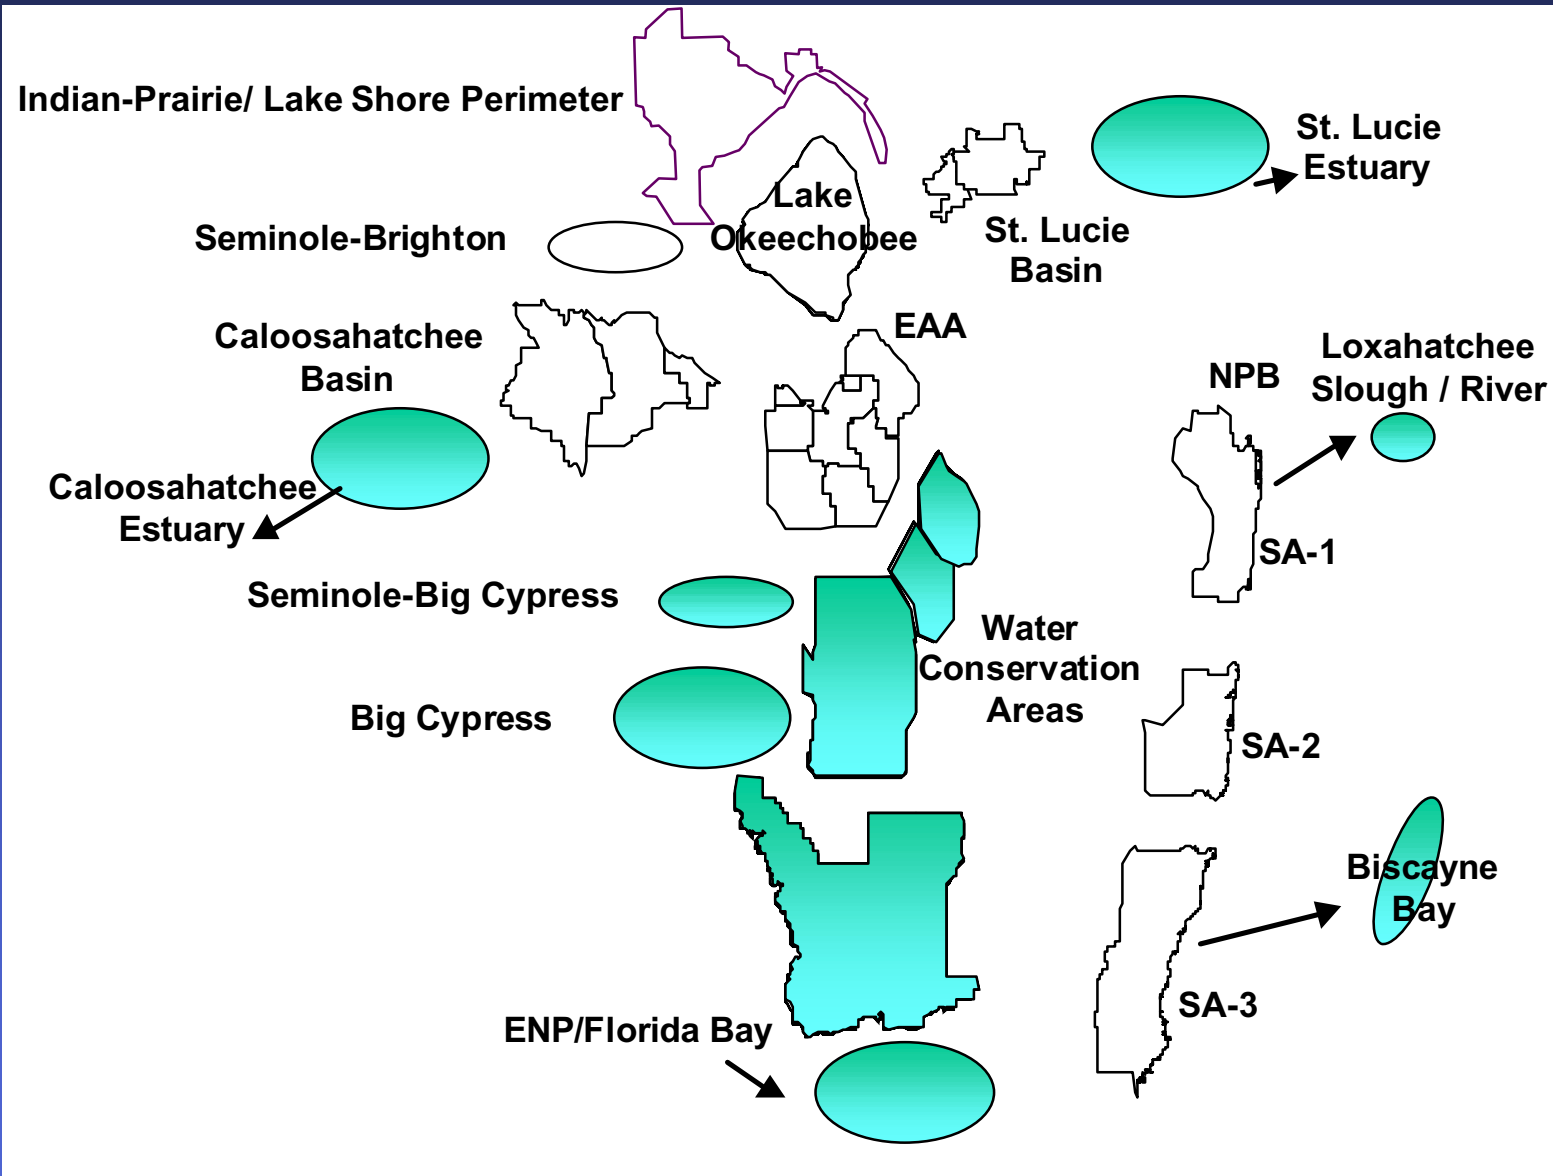 Indian-Prairie/ Lake Shore Perimeter
St. Lucie
Estuary
Lake
Okeechobee
St. Lucie
Basin
Seminole-Brighton
Caloosahatchee
Basin
EAA
NPB
Loxahatchee
Slough / River
Caloosahatchee
Estuary
SA-1
Seminole-Big Cypress
Water
Conservation
Areas
Big Cypress
SA-2
Biscayne
Bay
SA-3
ENP/Florida Bay